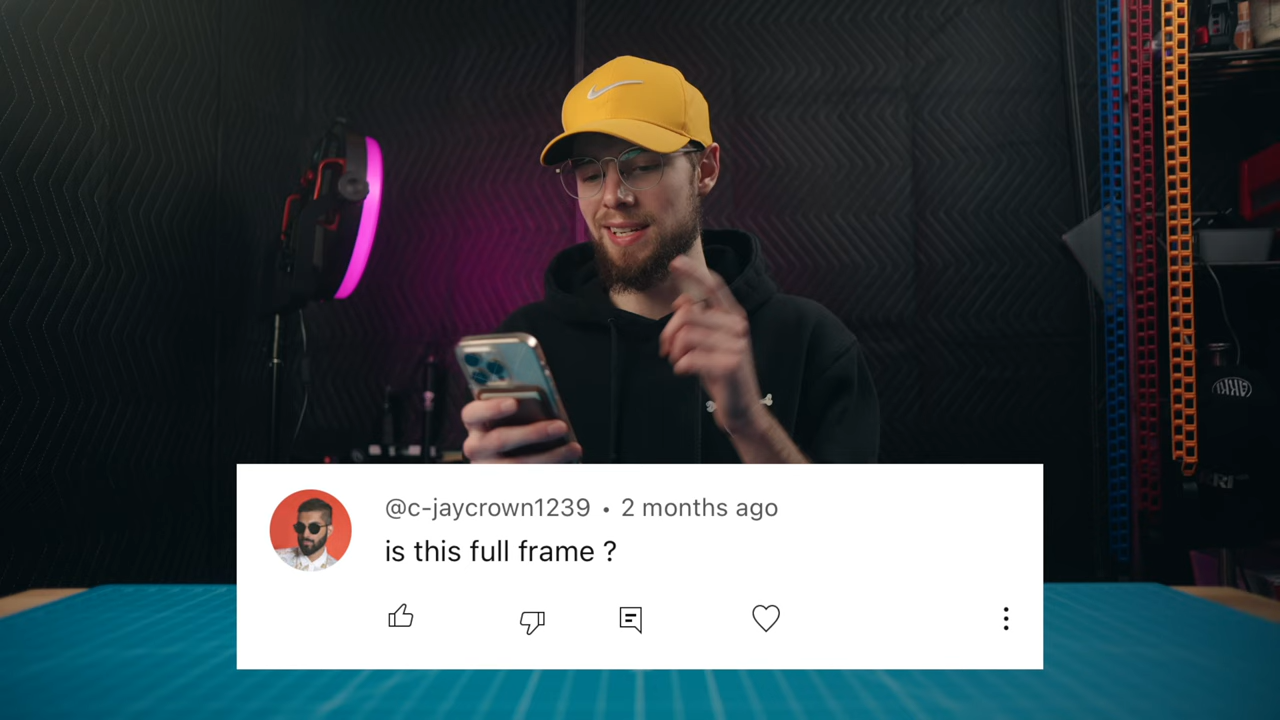 @c-jaycrown1239 • 2 months ago
is this full frame ?